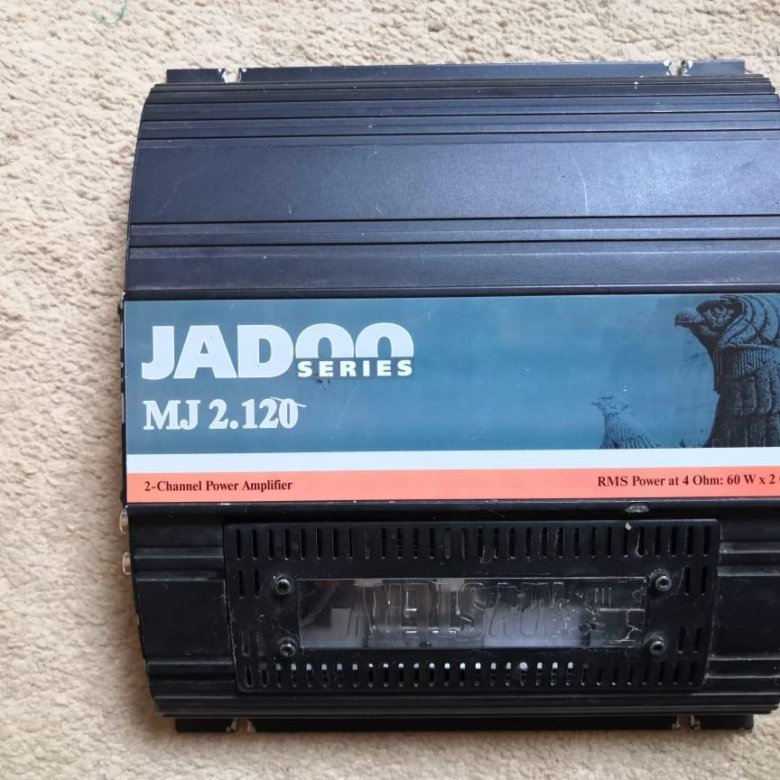 JADOO
SERIES
MJ 2.120
2-Channel Power Amplifier
RMS Power at 4 Ohm: 60 W x 2